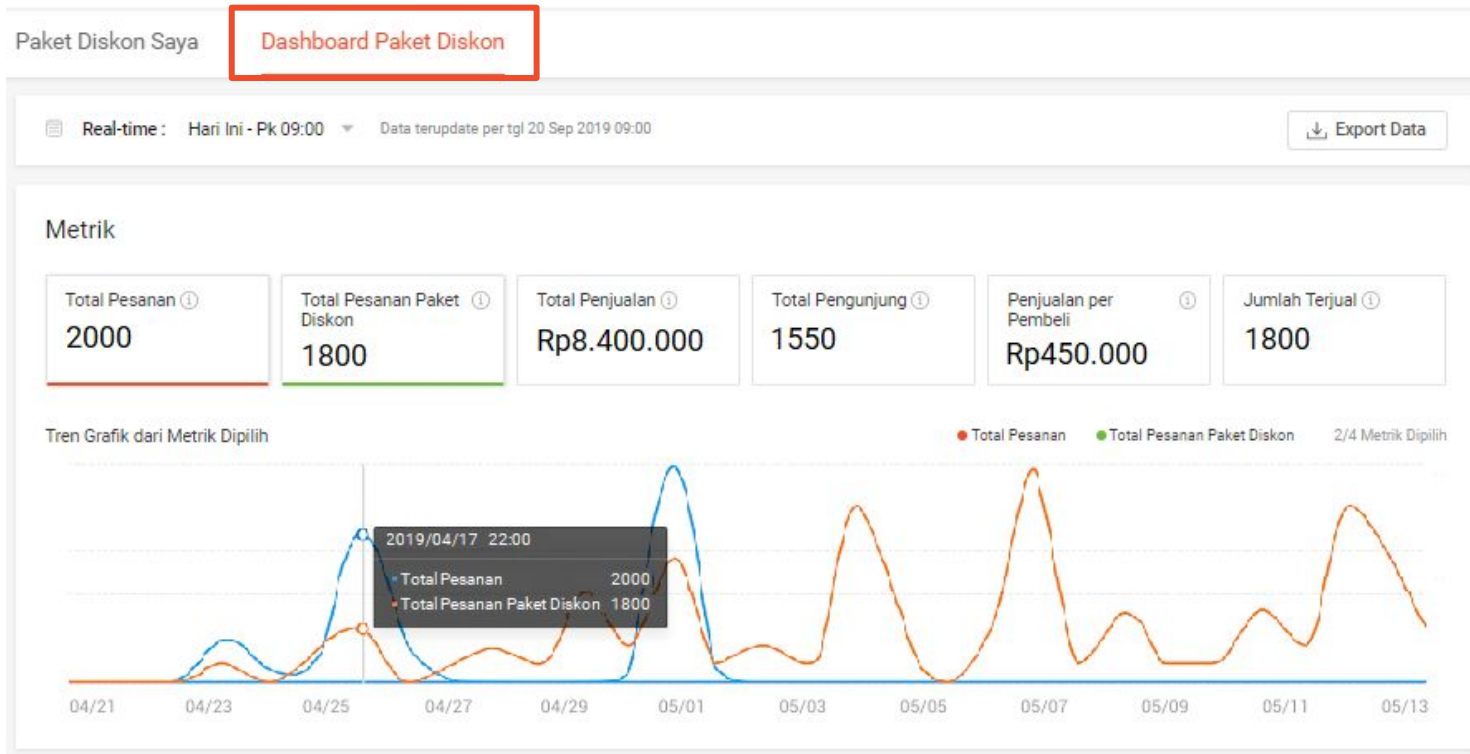 Paket Diskon Saya
Dashboard Paket Diskon
Real-time : Hari Ini - Pk 09:00 Data terupdate per tgl 20 Sep 2019 09:00
Export Data
Metrik
Total Pesanan
2000
Total Pesanan Paket
Diskon
1800
Total Penjualan
Rp8.400.000
Total Pengunjung
1550
Penjualan per
Pembeli
Rp450.000
Jumlah Terjual
1800
Tren Grafik dari Metrik Dipilih
Total Pesanan
Total Pesanan Paket Diskon
2/4 Metrik Dipilih
2019/04/17 22:00
Total Pesanan 2000
Total Pesanan Paket Diskon 1800
04/21 04/23 04/25 04/27 04/29 05/01 05/03 05/05 05/07 05/09 05/11 05/13